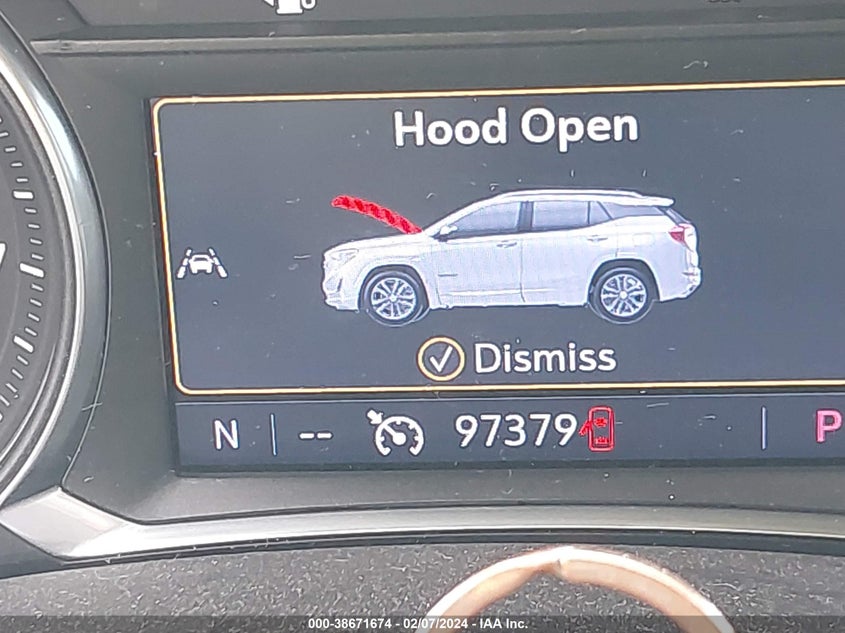 Hood Open
Dismiss
N -- 97379 P
000-38671674 - 02/07/2024 - IAA Inc.